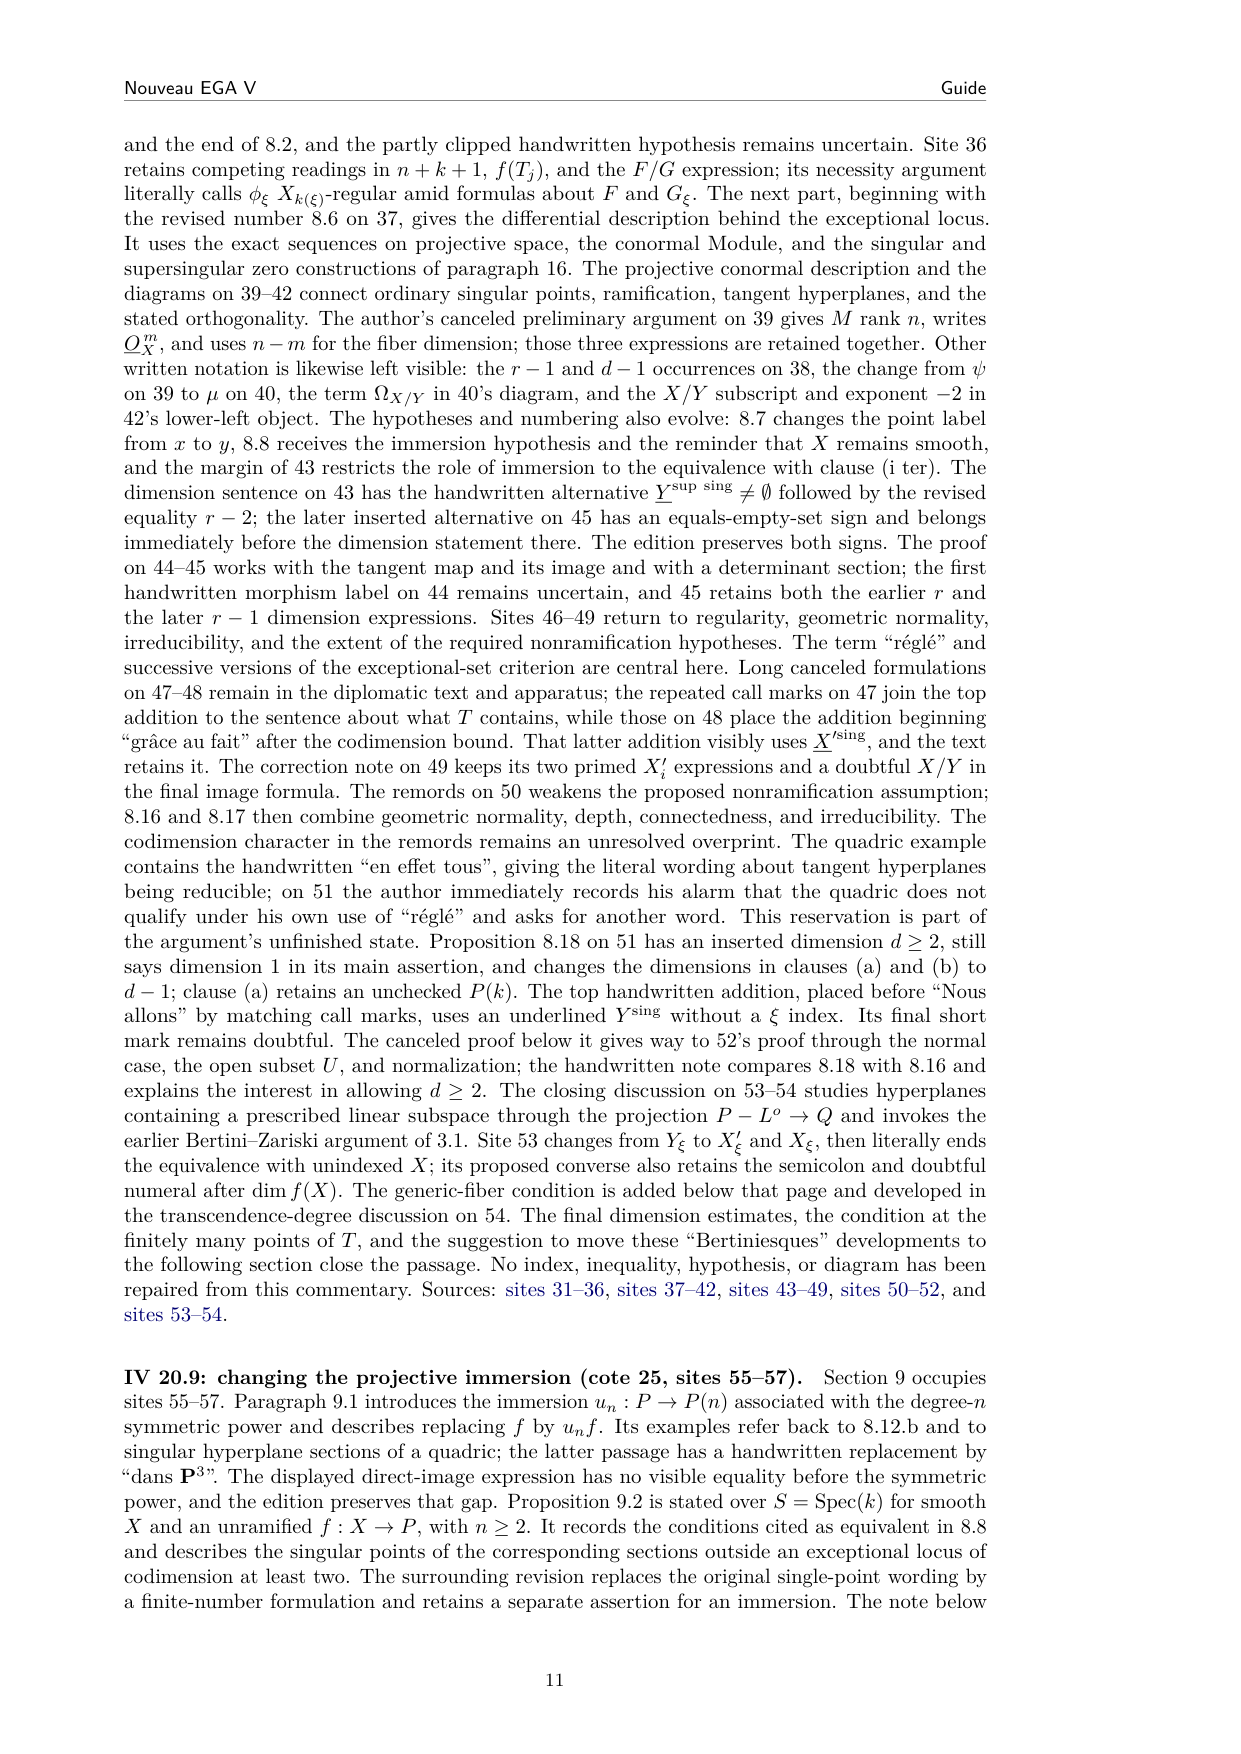 Nouveau EGA V Guide
and the end of 8.2, and the partly clipped handwritten hypothesis remains uncertain. Site 36
retains competing readings in n + k + 1, f(T_j), and the F/G expression; its necessity argument
literally calls ϕ_ξ X_{k(ξ)}-regular amid formulas about F and G_ξ. The next part, beginning with
the revised number 8.6 on 37, gives the differential description behind the exceptional locus.
It uses the exact sequences on projective space, the conormal Module, and the singular and
supersingular zero constructions of paragraph 16. The projective conormal description and the
diagrams on 39–42 connect ordinary singular points, ramification, tangent hyperplanes, and the
stated orthogonality. The author's canceled preliminary argument on 39 gives M rank n, writes
O_X^m, and uses n − m for the fiber dimension; those three expressions are retained together. Other
written notation is likewise left visible: the r − 1 and d − 1 occurrences on 38, the change from ψ
on 39 to μ on 40, the term Ω_{X/Y} in 40's diagram, and the X/Y subscript and exponent −2 in
42's lower-left object. The hypotheses and numbering also evolve: 8.7 changes the point label
from x to y, 8.8 receives the immersion hypothesis and the reminder that X remains smooth,
and the margin of 43 restricts the role of immersion to the equivalence with clause (i ter). The
dimension sentence on 43 has the handwritten alternative Y^{sup sing} ≠ ∅ followed by the revised
equality r − 2; the later inserted alternative on 45 has an equals-empty-set sign and belongs
immediately before the dimension statement there. The edition preserves both signs. The proof
on 44–45 works with the tangent map and its image and with a determinant section; the first
handwritten morphism label on 44 remains uncertain, and 45 retains both the earlier r and
the later r − 1 dimension expressions. Sites 46–49 return to regularity, geometric normality,
irreducibility, and the extent of the required nonramification hypotheses. The term “réglé” and
successive versions of the exceptional-set criterion are central here. Long canceled formulations
on 47–48 remain in the diplomatic text and apparatus; the repeated call marks on 47 join the top
addition to the sentence about what T contains, while those on 48 place the addition beginning
“grâce au fait” after the codimension bound. That latter addition visibly uses X'^{sing}, and the text
retains it. The correction note on 49 keeps its two primed X'_i expressions and a doubtful X/Y in
the final image formula. The remords on 50 weakens the proposed nonramification assumption;
8.16 and 8.17 then combine geometric normality, depth, connectedness, and irreducibility. The
codimension character in the remords remains an unresolved overprint. The quadric example
contains the handwritten “en effet tous”, giving the literal wording about tangent hyperplanes
being reducible; on 51 the author immediately records his alarm that the quadric does not
qualify under his own use of “réglé” and asks for another word. This reservation is part of
the argument's unfinished state. Proposition 8.18 on 51 has an inserted dimension d ≥ 2, still
says dimension 1 in its main assertion, and changes the dimensions in clauses (a) and (b) to
d − 1; clause (a) retains an unchecked P(k). The top handwritten addition, placed before “Nous
allons” by matching call marks, uses an underlined Y^{sing} without a ξ index. Its final short
mark remains doubtful. The canceled proof below it gives way to 52's proof through the normal
case, the open subset U, and normalization; the handwritten note compares 8.18 with 8.16 and
explains the interest in allowing d ≥ 2. The closing discussion on 53–54 studies hyperplanes
containing a prescribed linear subspace through the projection P − L^o → Q and invokes the
earlier Bertini–Zariski argument of 3.1. Site 53 changes from Y_ξ to X'_ξ and X_ξ, then literally ends
the equivalence with unindexed X; its proposed converse also retains the semicolon and doubtful
numeral after dim f(X). The generic-fiber condition is added below that page and developed in
the transcendence-degree discussion on 54. The final dimension estimates, the condition at the
finitely many points of T, and the suggestion to move these “Bertiniesques” developments to
the following section close the passage. No index, inequality, hypothesis, or diagram has been
repaired from this commentary. Sources: sites 31–36, sites 37–42, sites 43–49, sites 50–52, and
sites 53–54.
IV 20.9: changing the projective immersion (cote 25, sites 55–57). Section 9 occupies
sites 55–57. Paragraph 9.1 introduces the immersion u_n : P → P(n) associated with the degree-n
symmetric power and describes replacing f by u_n f. Its examples refer back to 8.12.b and to
singular hyperplane sections of a quadric; the latter passage has a handwritten replacement by
“dans P^3”. The displayed direct-image expression has no visible equality before the symmetric
power, and the edition preserves that gap. Proposition 9.2 is stated over S = Spec(k) for smooth
X and an unramified f : X → P, with n ≥ 2. It records the conditions cited as equivalent in 8.8
and describes the singular points of the corresponding sections outside an exceptional locus of
codimension at least two. The surrounding revision replaces the original single-point wording by
a finite-number formulation and retains a separate assertion for an immersion. The note below
11